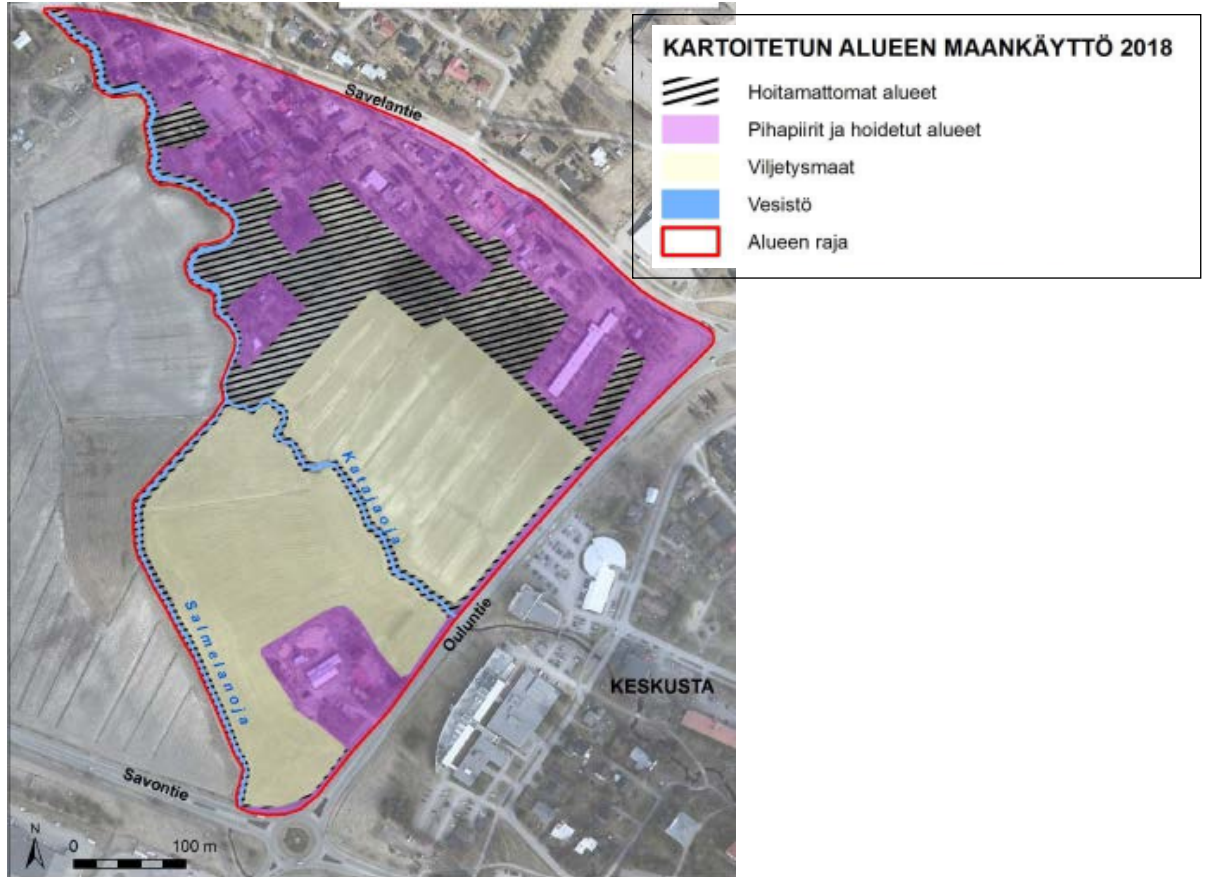 KARTOITETUN ALUEEN MAANKÄYTTÖ 2018
Hoitamattomat alueet
Pihapiirit ja hoidetut alueet
Viljetysmaat
Vesistö
Alueen raja
Savelantie
Katajaoja
Salmelanoja
Ouluntie
KESKUSTA
Savontie
N
0 100 m